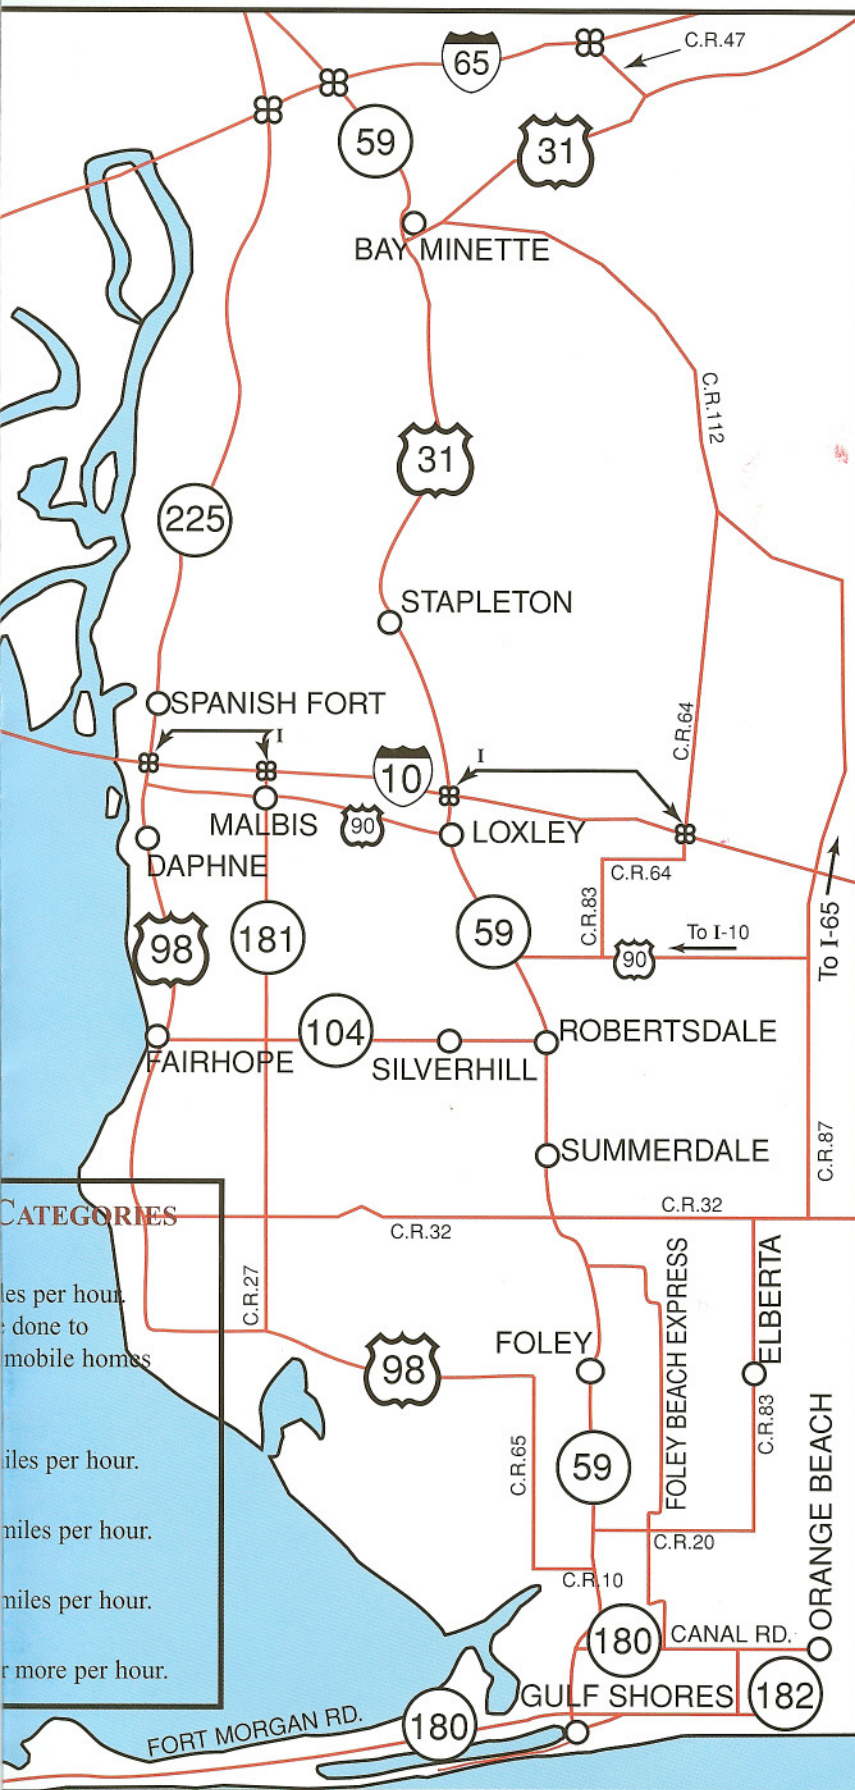 C.R.47
65
59
31
BAY MINETTE
C.R.112
31
225
STAPLETON
SPANISH FORT
C.R.64
I
I
10
MALBIS
90
LOXLEY
DAPHNE
C.R.64
C.R.83
98
181
59
To I-10
90
To I-65
104
ROBERTSDALE
FAIRHOPE
SILVERHILL
SUMMERDALE
C.R.87
CATEGORIES
C.R.32
C.R.32
les per hour.
e done to
mobile homes
C.R.27
FOLEY BEACH EXPRESS
ELBERTA
FOLEY
98
C.R.65
C.R.83
ORANGE BEACH
iles per hour.
59
miles per hour.
C.R.20
C.R.10
miles per hour.
180
CANAL RD.
r more per hour.
GULF SHORES
182
FORT MORGAN RD.
180